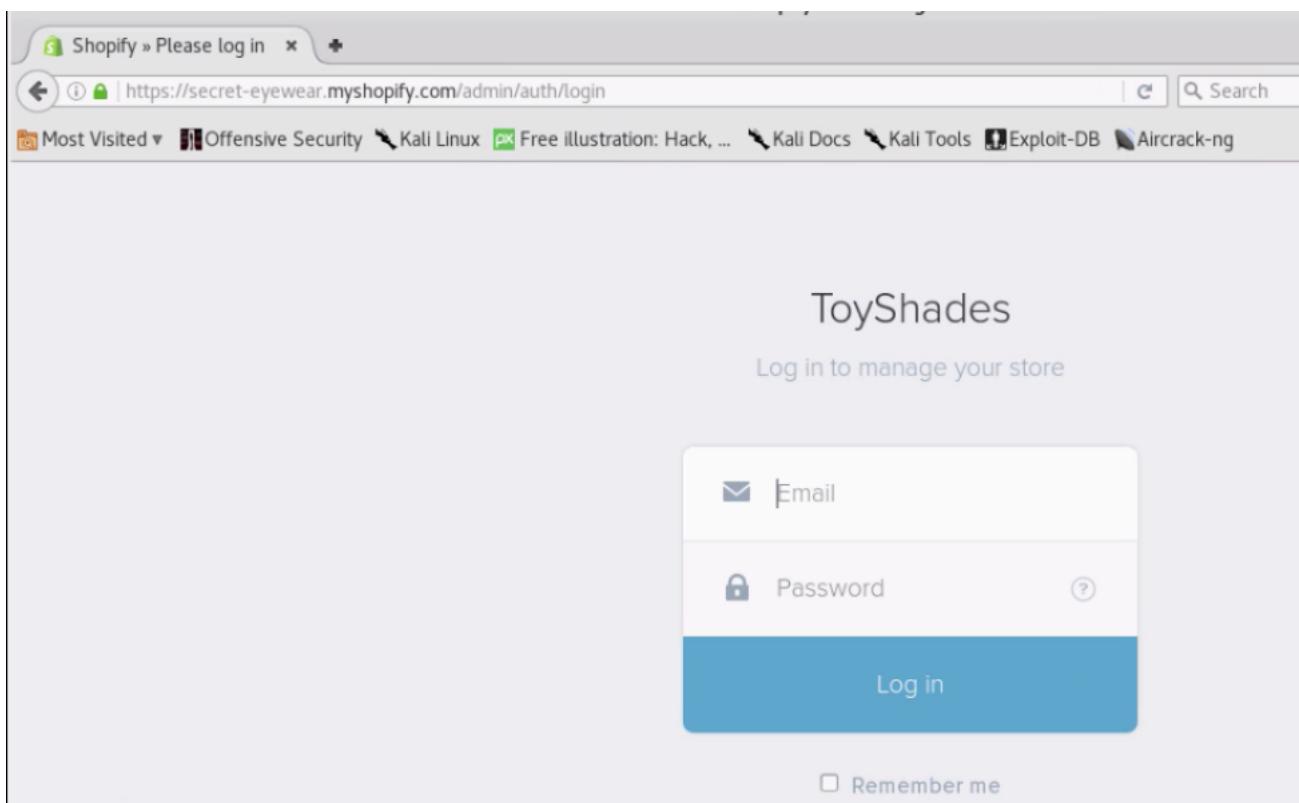 Shopify » Please log in
https://secret-eyewear.myshopify.com/admin/auth/login Search
Most Visited Offensive Security Kali Linux Free illustration: Hack, ... Kali Docs Kali Tools Exploit-DB Aircrack-ng
ToyShades
Log in to manage your store
Email
Password ?
Log in
Remember me